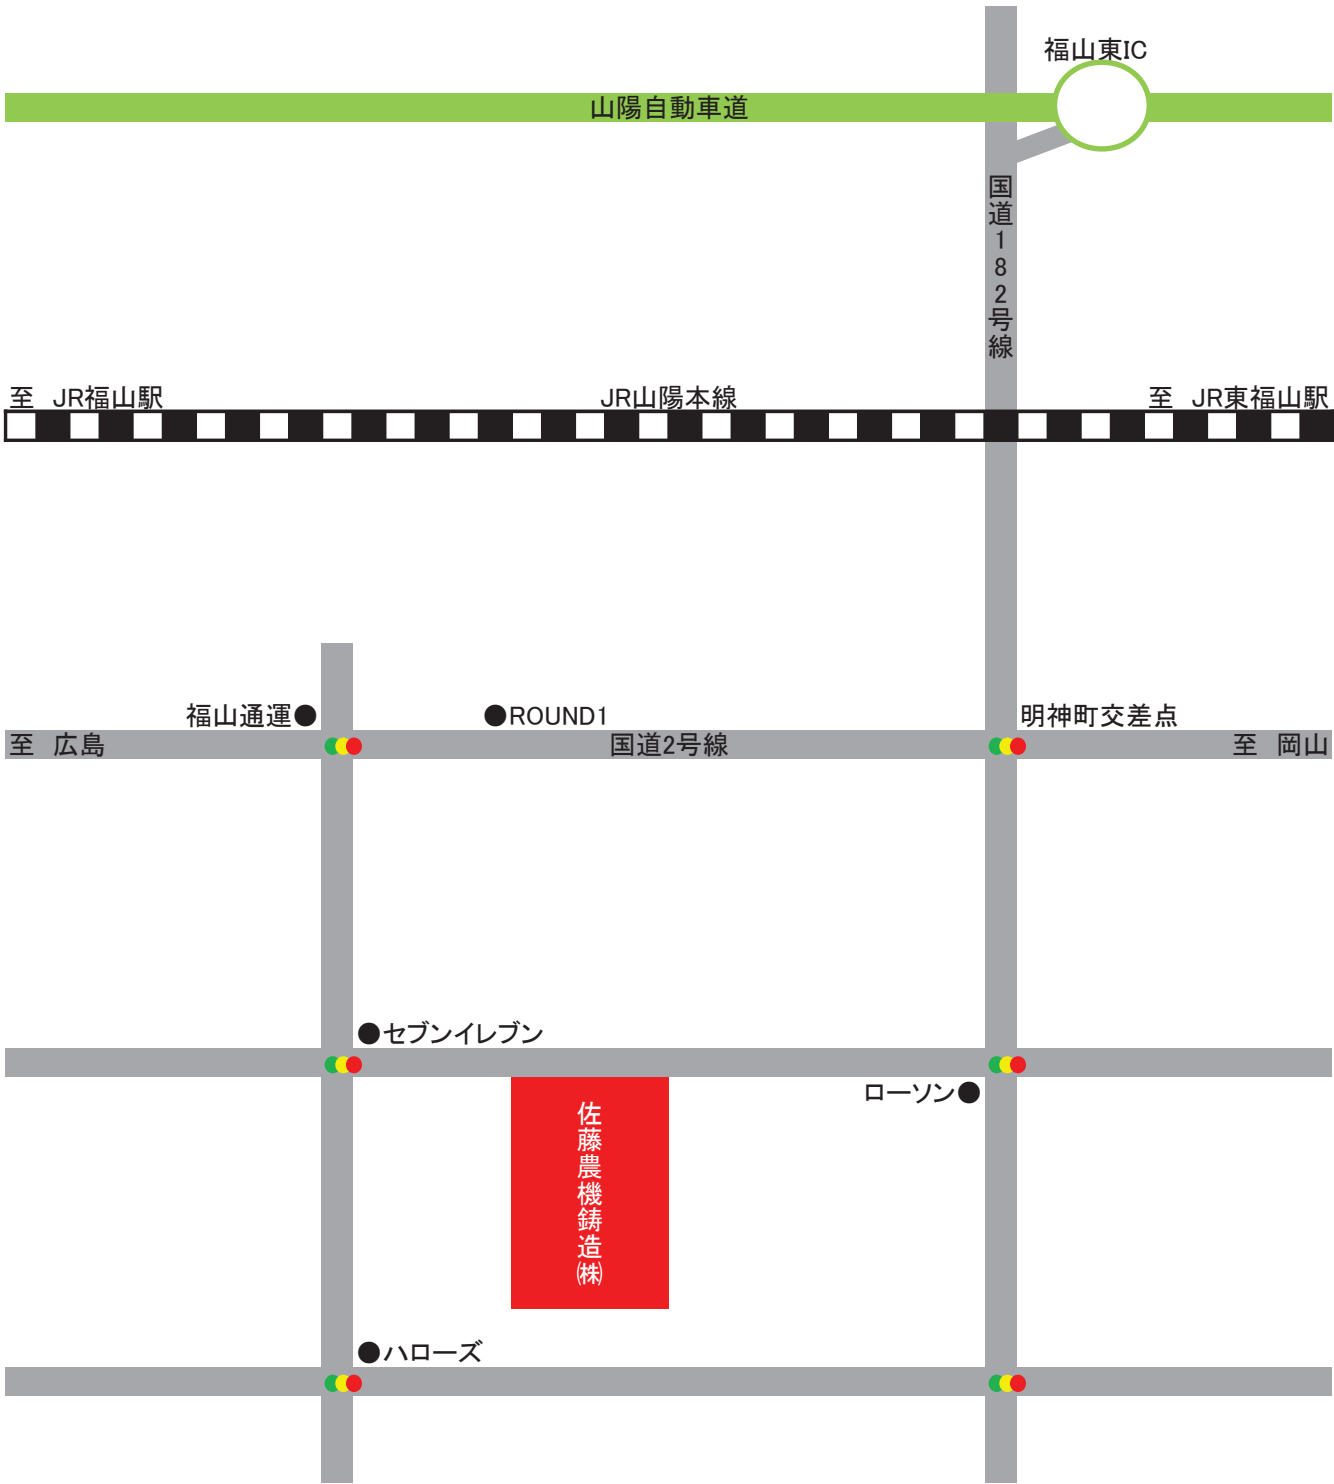 福山東IC
山陽自動車道
国道182号線
至 JR福山駅
JR山陽本線
至 JR東福山駅
福山通運●
●ROUND1
明神町交差点
至 広島
国道2号線
至 岡山
●セブンイレブン
ローソン●
佐藤農機鋳造㈱
●ハローズ